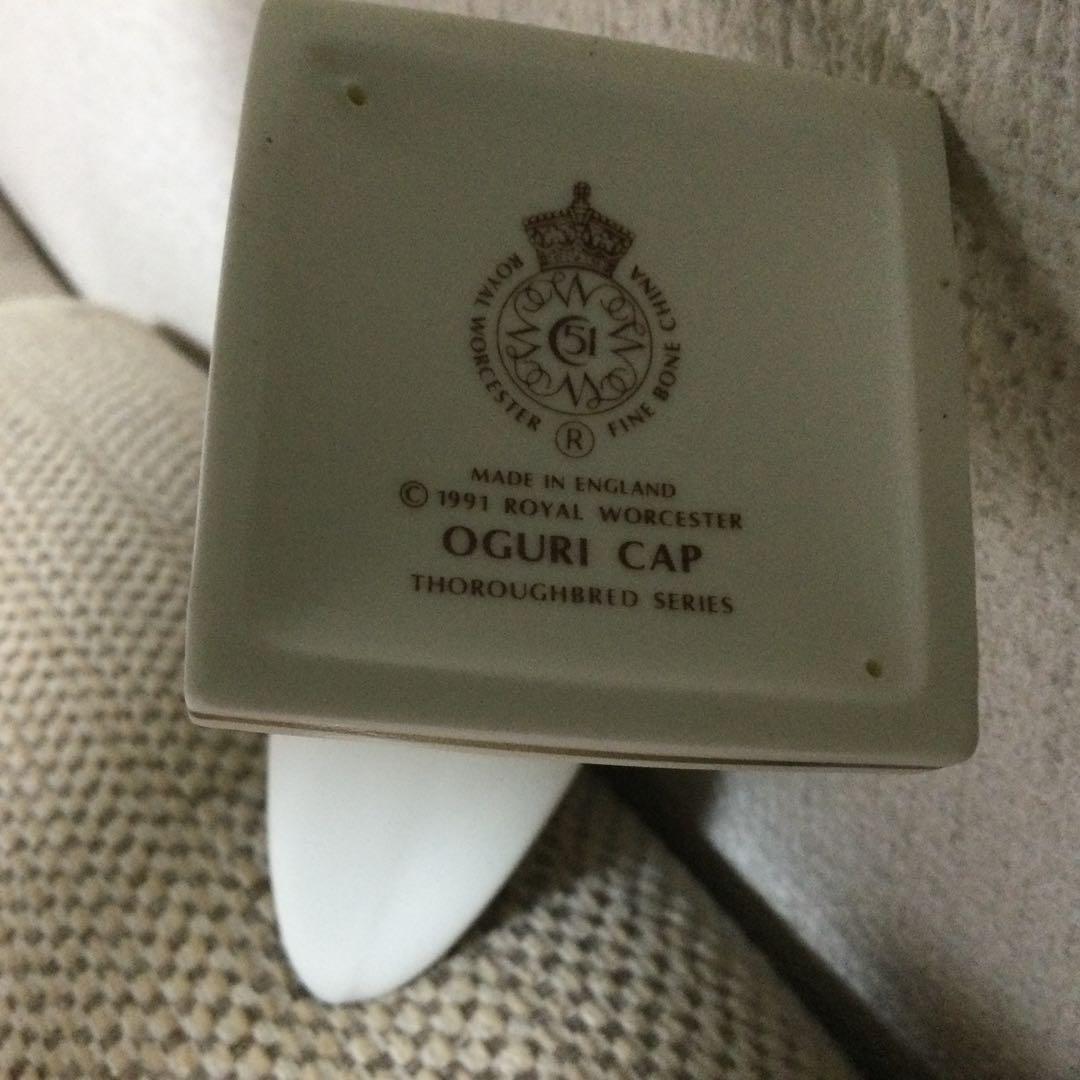 ROYAL WORCESTER FINE BONE CHINA
51
®
MADE IN ENGLAND
© 1991 ROYAL WORCESTER
OGURI CAP
THOROUGHBRED SERIES